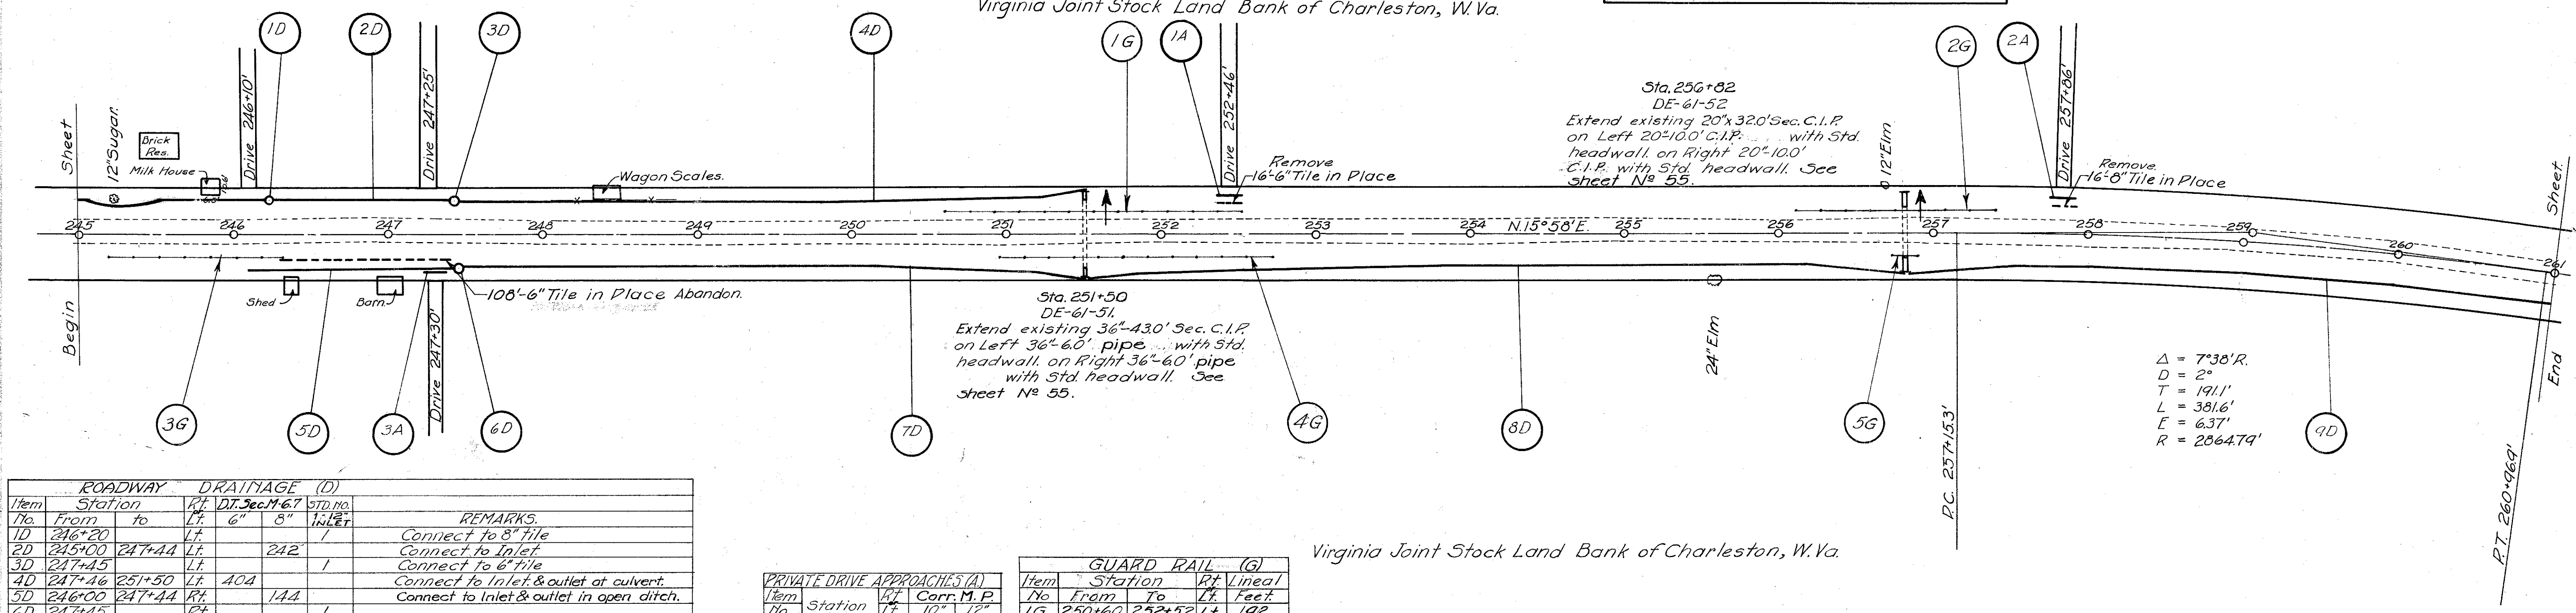 Virginia Joint Stock Land Bank of Charleston, W.Va.
1D
2D
3D
4D
1G
1A
2G
2A
Drive 246+10'
Drive 247+25'
Drive 252+46'
Drive 257+86'
Sheet
12"Sugar.
Brick
Res.
Milk House
Wagon Scales.
Remove
16'-6"Tile in Place
Sta. 256+82
DE-61-52
Extend existing 20"x32.0'Sec. C.I.P.
on Left 20"-10.0' C.I.P. with Std.
headwall. on Right 20"-10.0'
C.I.P. with Std. headwall. See
sheet Nº 55.
12"Elm
Remove
16'-8"Tile in Place
Sheet
245 246 247 248 249 250 251 252 253 254 N.15°58'E. 255 256 257 258 259 260 261
Begin
Shed
Barn
108'-6"Tile in Place Abandon.
Drive 247+30'
Sta. 251+50
DE-61-51.
Extend existing 36"-43.0' Sec. C.I.P.
on Left 36"-6.0' pipe with Std.
headwall. on Right 36"-6.0' pipe
with Std. headwall. See
sheet Nº 55.
24"Elm
Δ = 7°38'R.
D = 2°
T = 191.1'
L = 381.6'
E = 6.37'
R = 2864.79'
End
3G
5D
3A
6D
7D
4G
8D
5G
9D
P.C. 257+15.3'
P.T. 260+96.9'
Virginia Joint Stock Land Bank of Charleston, W.Va.
ROADWAY DRAINAGE (D)
Item Station Rt. D.T. Sec. M-6.7 STD. NO.
No. From to Lt. 6" 8" 1-12" INLET REMARKS.
1D 246+20 Lt. 1 Connect to 8" tile
2D 245+00 247+44 Lt. 242 Connect to Inlet
3D 247+45 Lt. 1 Connect to 6" tile
4D 247+46 251+50 Lt. 404 Connect to Inlet & outlet at culvert.
5D 246+00 247+44 Rt. 144 Connect to Inlet & outlet in open ditch.
6D 247+45 Rt. 1
PRIVATE DRIVE APPROACHES (A)
Item Station Rt. Corr. M. P.
No. Lt. 10" 12"
GUARD RAIL (G)
Item Station Rt. Lineal
No From To Lt. Feet.
1G 250+60 252+52 Lt. 192